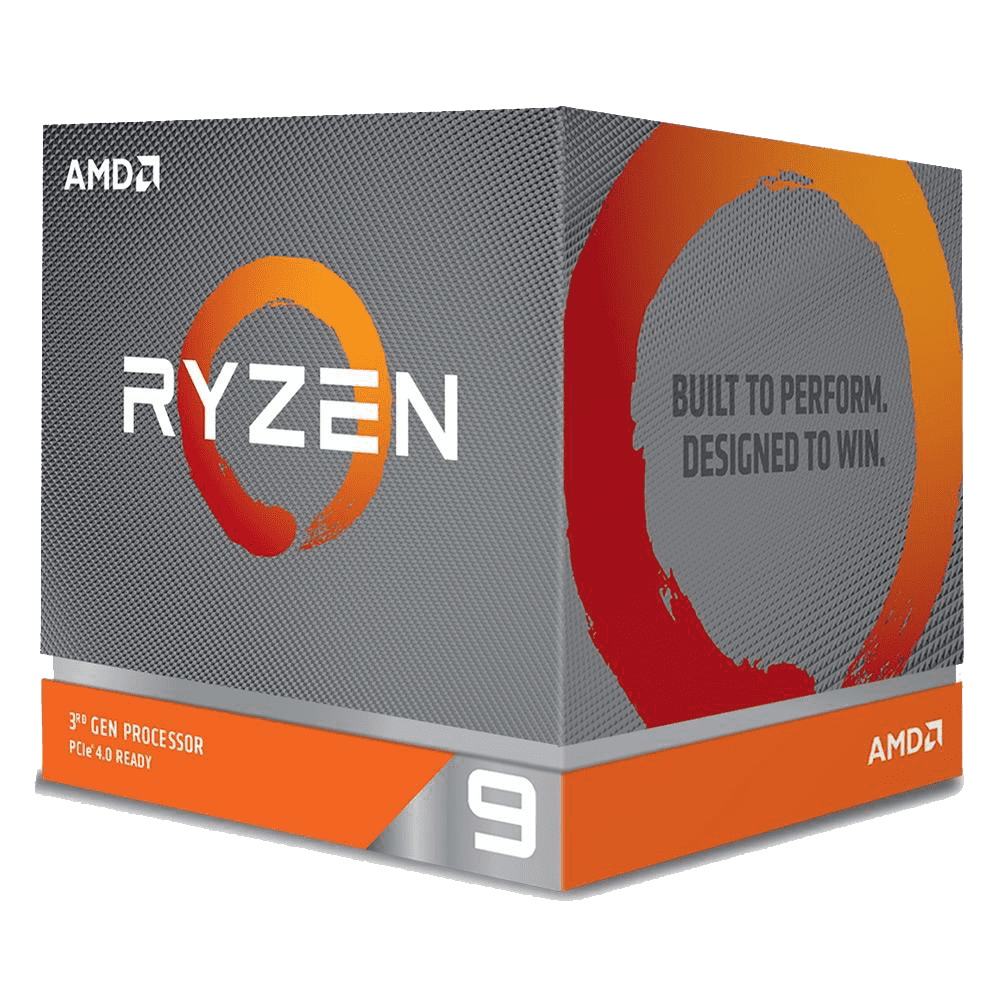 AMD
RYZEN
3RD GEN PROCESSOR
PCIe® 4.0 READY
9
BUILT TO PERFORM.
DESIGNED TO WIN.
AMD